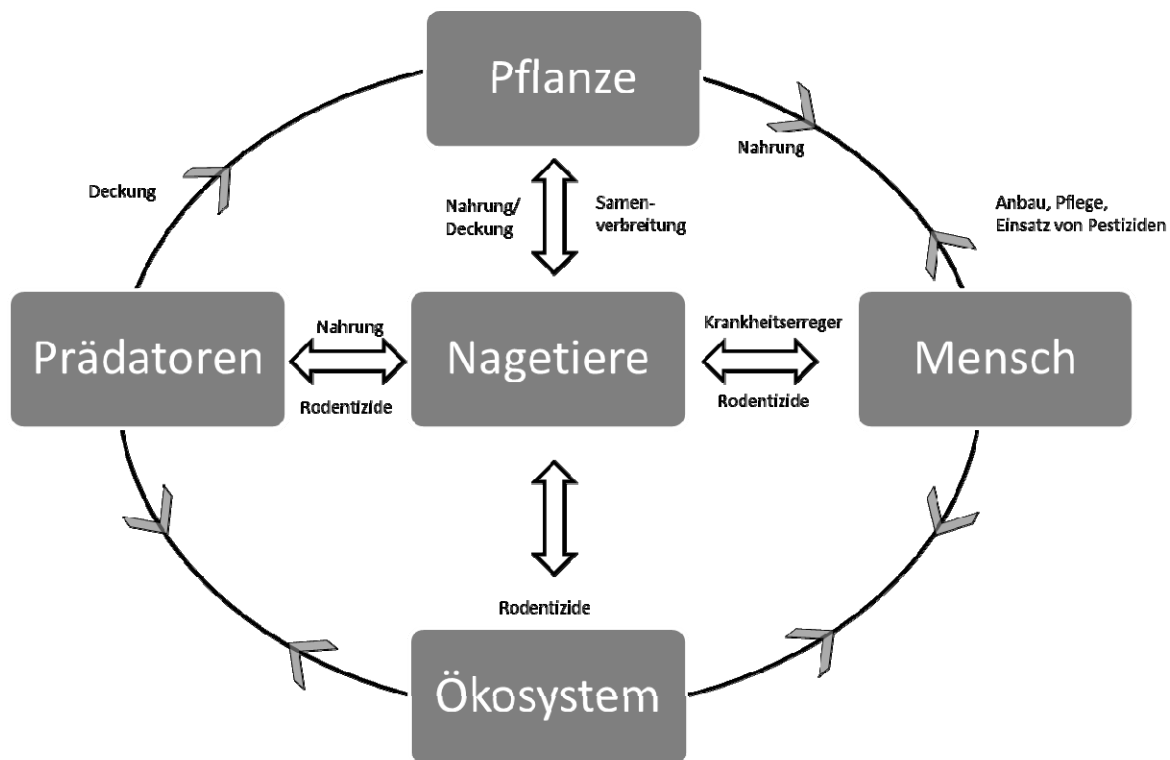 Pflanze
Nahrung
Deckung
Nahrung/
Deckung
Samen-
verbreitung
Anbau, Pflege,
Einsatz von Pestiziden
Prädatoren
Nahrung
Rodentizide
Nagetiere
Krankheitserreger
Rodentizide
Mensch
Rodentizide
Ökosystem